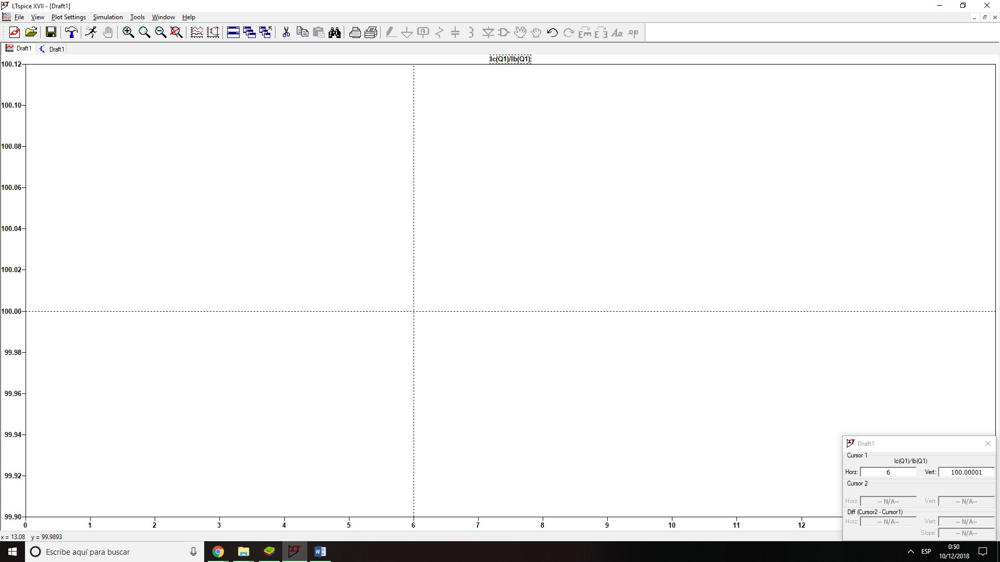 LTspice XVII - [Draft1]
File View Plot Settings Simulation Tools Window Help
Draft1 Draft1
Ic(Q1)/Ib(Q1)
100.12
100.10
100.08
100.06
100.04
100.02
100.00
99.98
99.96
99.94
99.92
99.90
0 1 2 3 4 5 6 7 8 9 10 11 12
Draft1
Cursor 1
Ic(Q1)/Ib(Q1)
Horz: 6 Vert: 100.00001
Cursor 2
Horz: -- N/A-- Vert: -- N/A--
Diff (Cursor2 - Cursor1)
Horz: -- N/A-- Vert: -- N/A--
Slope: -- N/A--
x = 13.08 y = 99.9893
Escribe aquí para buscar
ESP
0:50
10/12/2018